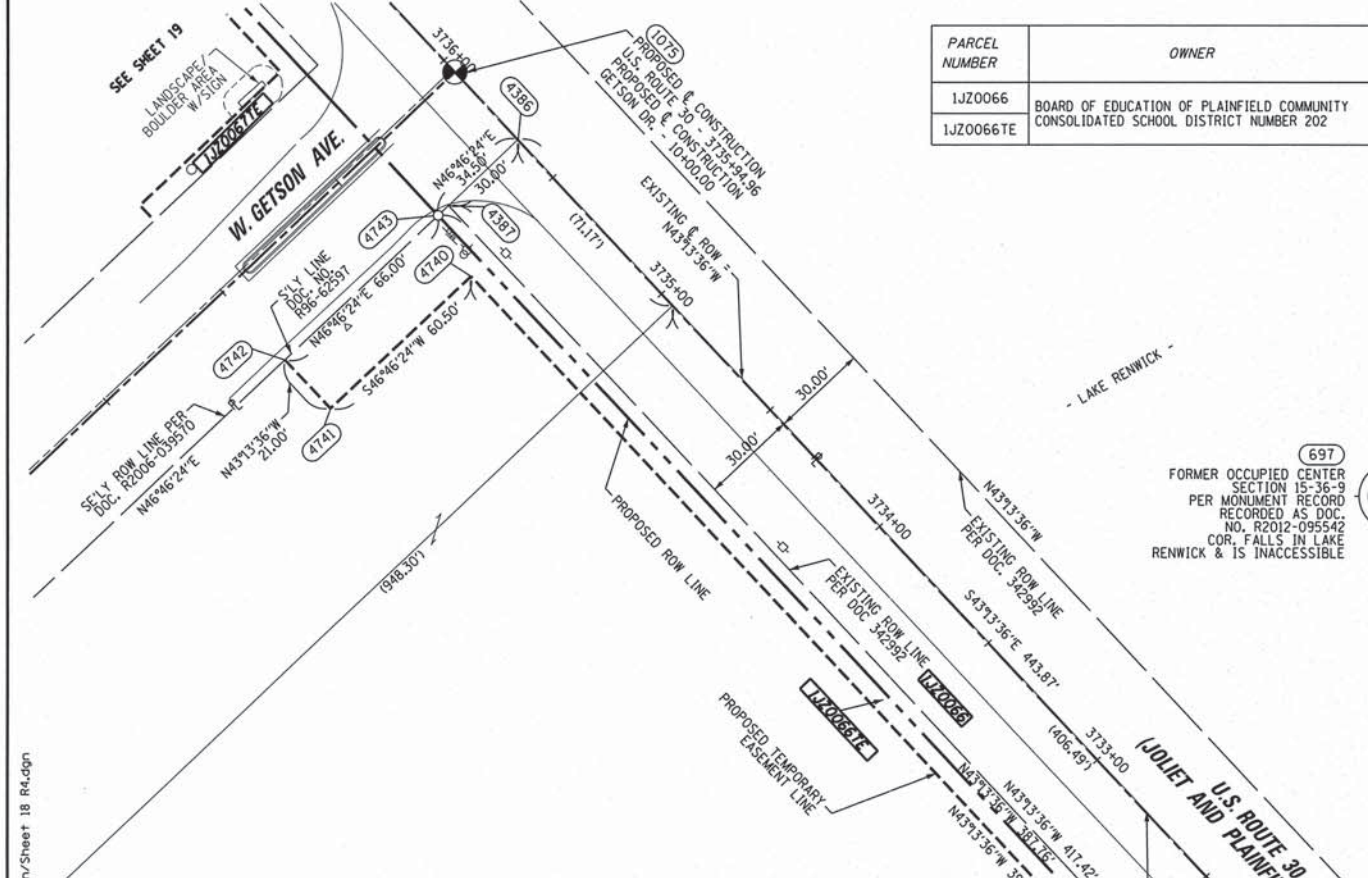 SEE SHEET 19
LANDSCAPE/
BOULDER AREA
W/SIGN
1JZ0067TE
W. GETSON AVE.
3736+00
1075
PROPOSED ℄ CONSTRUCTION
U.S. ROUTE 30 - 3735+94.96
PROPOSED ℄ CONSTRUCTION
GETSON DR. - 10+00.00
4386
N46°46'24"E
34.50'
30.00'
4387
4743
4740
S'LY LINE
DOC. NO.
R96-62597
N46°46'24"E 66.00'
4742
S46°46'24"W 60.50'
4741
N43°13'36"W
21.00'
SE'LY ROW LINE PER
DOC. R2006-039570
N46°46'24"E
(71.17')
EXISTING ℄ ROW =
N43°13'36"W
3735+00
30.00'
30.00'
(948.30')
PROPOSED ROW LINE
3734+00
N43°13'36"W
EXISTING ROW LINE
PER DOC. 342992
EXISTING ROW LINE
PER DOC 342992
1JZ0066
S43°13'36"E 443.87'
1JZ0066TE
PROPOSED TEMPORARY
EASEMENT LINE
(406.49')
3733+00
U.S. ROUTE 30
N43°13'36"W 417.42'
N43°13'36"W 387.76'
N43°13'36"W
- LAKE RENWICK -
PARCEL
NUMBER
OWNER
1JZ0066
1JZ0066TE
BOARD OF EDUCATION OF PLAINFIELD COMMUNITY
CONSOLIDATED SCHOOL DISTRICT NUMBER 202
697
FORMER OCCUPIED CENTER
SECTION 15-36-9
PER MONUMENT RECORD
RECORDED AS DOC.
NO. R2012-095542
COR. FALLS IN LAKE
RENWICK & IS INACCESSIBLE
(JOLIET AND
n/Sheet 18 R4.dgn